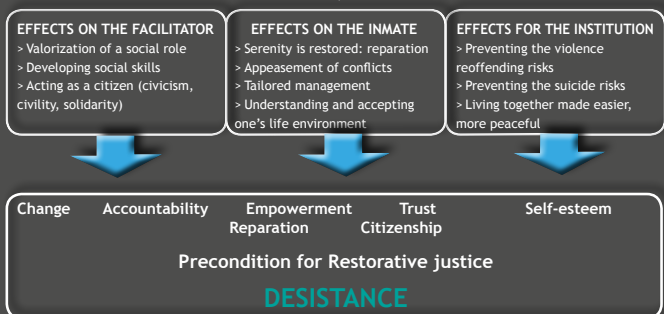 EFFECTS ON THE FACILITATOR
> Valorization of a social role
> Developing social skills
> Acting as a citizen (civicism,
civility, solidarity)
EFFECTS ON THE INMATE
> Serenity is restored: reparation
> Appeasement of conflicts
> Tailored management
> Understanding and accepting
one's life environment
EFFECTS FOR THE INSTITUTION
> Preventing the violence
reoffending risks
> Preventing the suicide risks
> Living together made easier,
more peaceful
Change Accountability Empowerment Trust Self-esteem
Reparation Citizenship
Precondition for Restorative justice
DESISTANCE